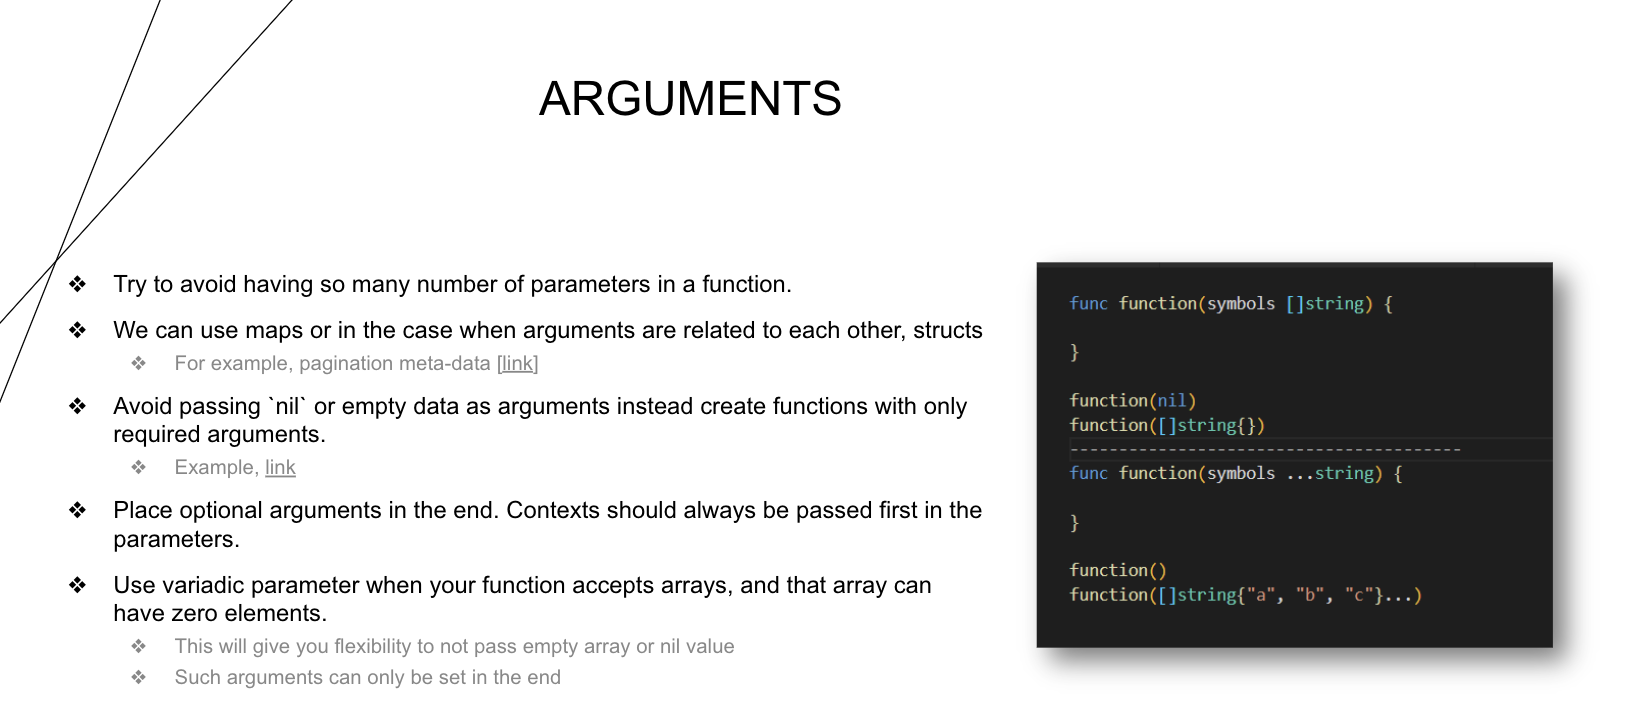 ARGUMENTS
❖ Try to avoid having so many number of parameters in a function.
❖ We can use maps or in the case when arguments are related to each other, structs
❖ For example, pagination meta-data [link]
❖ Avoid passing `nil` or empty data as arguments instead create functions with only
required arguments.
❖ Example, link
❖ Place optional arguments in the end. Contexts should always be passed first in the
parameters.
❖ Use variadic parameter when your function accepts arrays, and that array can
have zero elements.
❖ This will give you flexibility to not pass empty array or nil value
❖ Such arguments can only be set in the end
func function(symbols []string) {
}
function(nil)
function([]string{})
----------------------------------------
func function(symbols ...string) {
}
function()
function([]string{"a", "b", "c"}...)